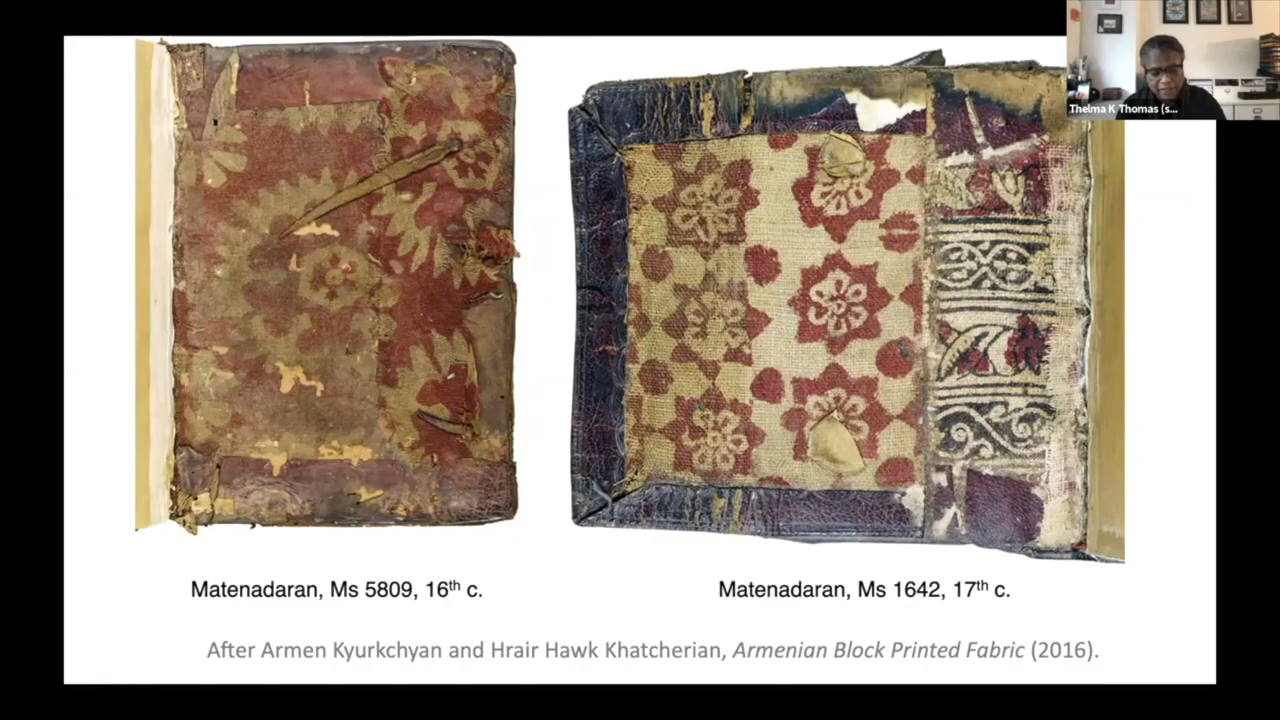 Thelma K Thomas (s...
Matenadaran, Ms 5809, 16th c.
Matenadaran, Ms 1642, 17th c.
After Armen Kyurkchyan and Hrair Hawk Khatcherian, Armenian Block Printed Fabric (2016).